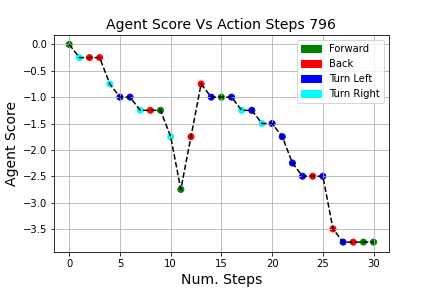 Agent Score Vs Action Steps 796
Forward
Back
Turn Left
Turn Right
Agent Score
0.0
−0.5
−1.0
−1.5
−2.0
−2.5
−3.0
−3.5
0 5 10 15 20 25 30
Num. Steps